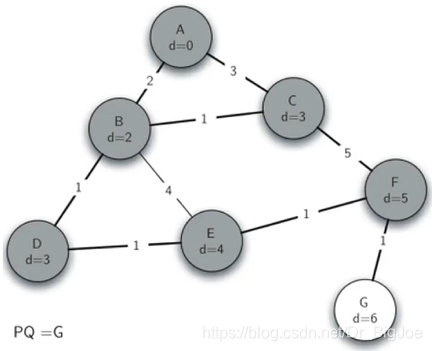 A
d=0
2
3
C
d=3
B
d=2
1
5
F
d=5
1
4
E
d=4
1
D
d=3
1
1
G
d=6
PQ =G
https://blog.csdn.net/Dr_BigJoe